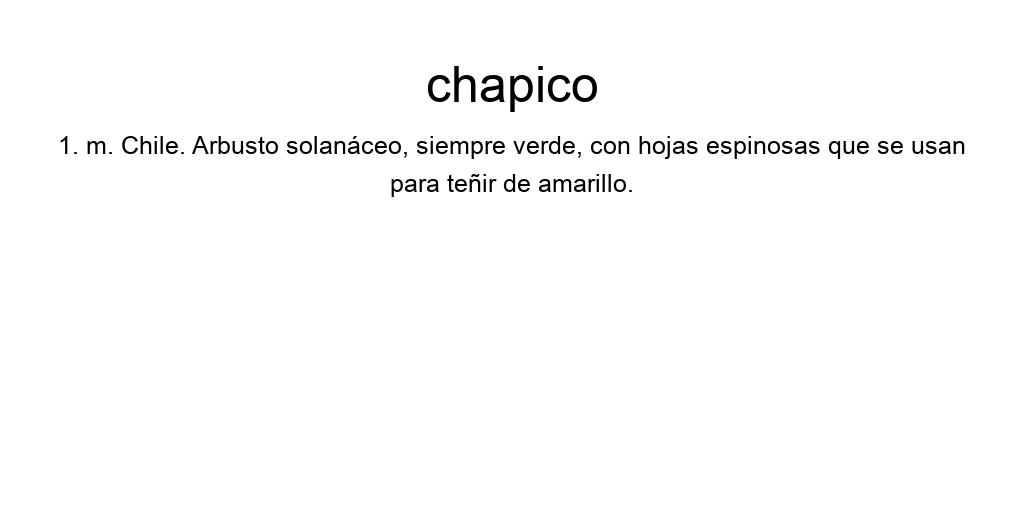 chapico
1. m. Chile. Arbusto solanáceo, siempre verde, con hojas espinosas que se usan
para teñir de amarillo.